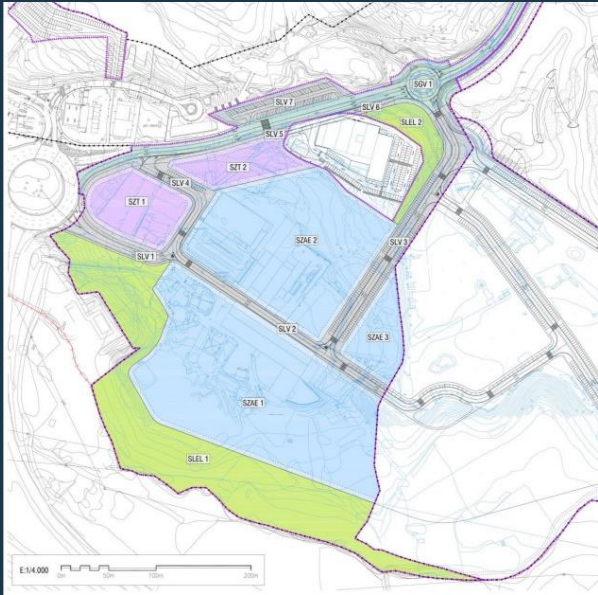 SGV 1
SLV 7
SLV 6
SLEL 2
SLV 5
SZT 2
SLV 4
SZT 1
SZAE 2
SLV 3
SLV 1
SLV 2
SZAE 3
SZAE 1
SLEL 1
E:1/4.000
0m 50m 100m 200m